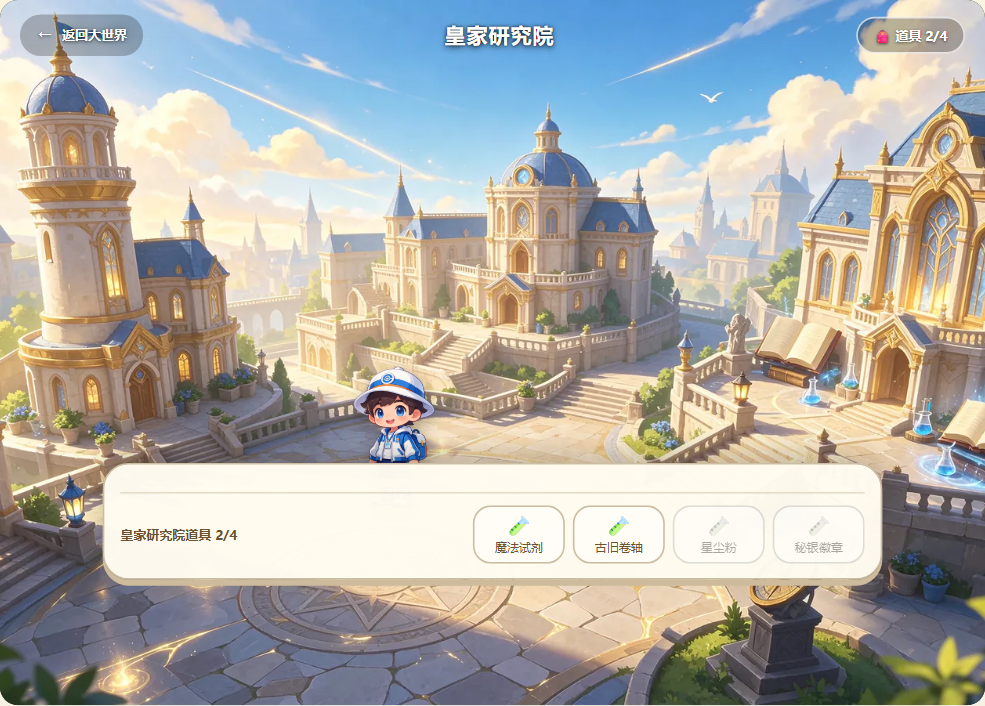 ← 返回大世界
皇家研究院
道具 2/4
皇家研究院道具 2/4
魔法试剂
古旧卷轴
星尘粉
秘银徽章